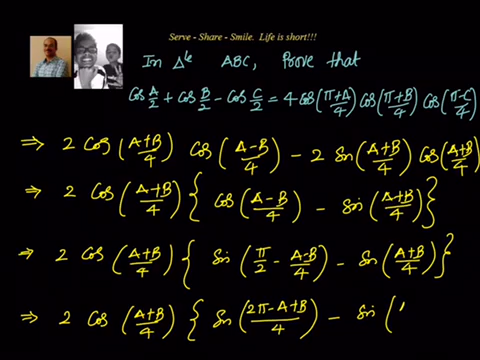 Serve - Share - Smile. Life is short!!!
In Δle ABC, Prove that
Cos A/2 + Cos B/2 - Cos C/2 = 4 Cos (π+A/4) Cos (π+B/4) Cos (π-C/4)
⇒ 2 Cos (A+B/4) Cos (A-B/4) - 2 Sin (A+B/4) Cos (A+B/4)
⇒ 2 Cos (A+B/4) { Cos (A-B/4) - Sin (A+B/4) }
⇒ 2 Cos (A+B/4) { Sin (π/2 - A-B/4) - Sin (A+B/4) }
⇒ 2 Cos (A+B/4) { Sin (2π-A+B/4) - Sin (